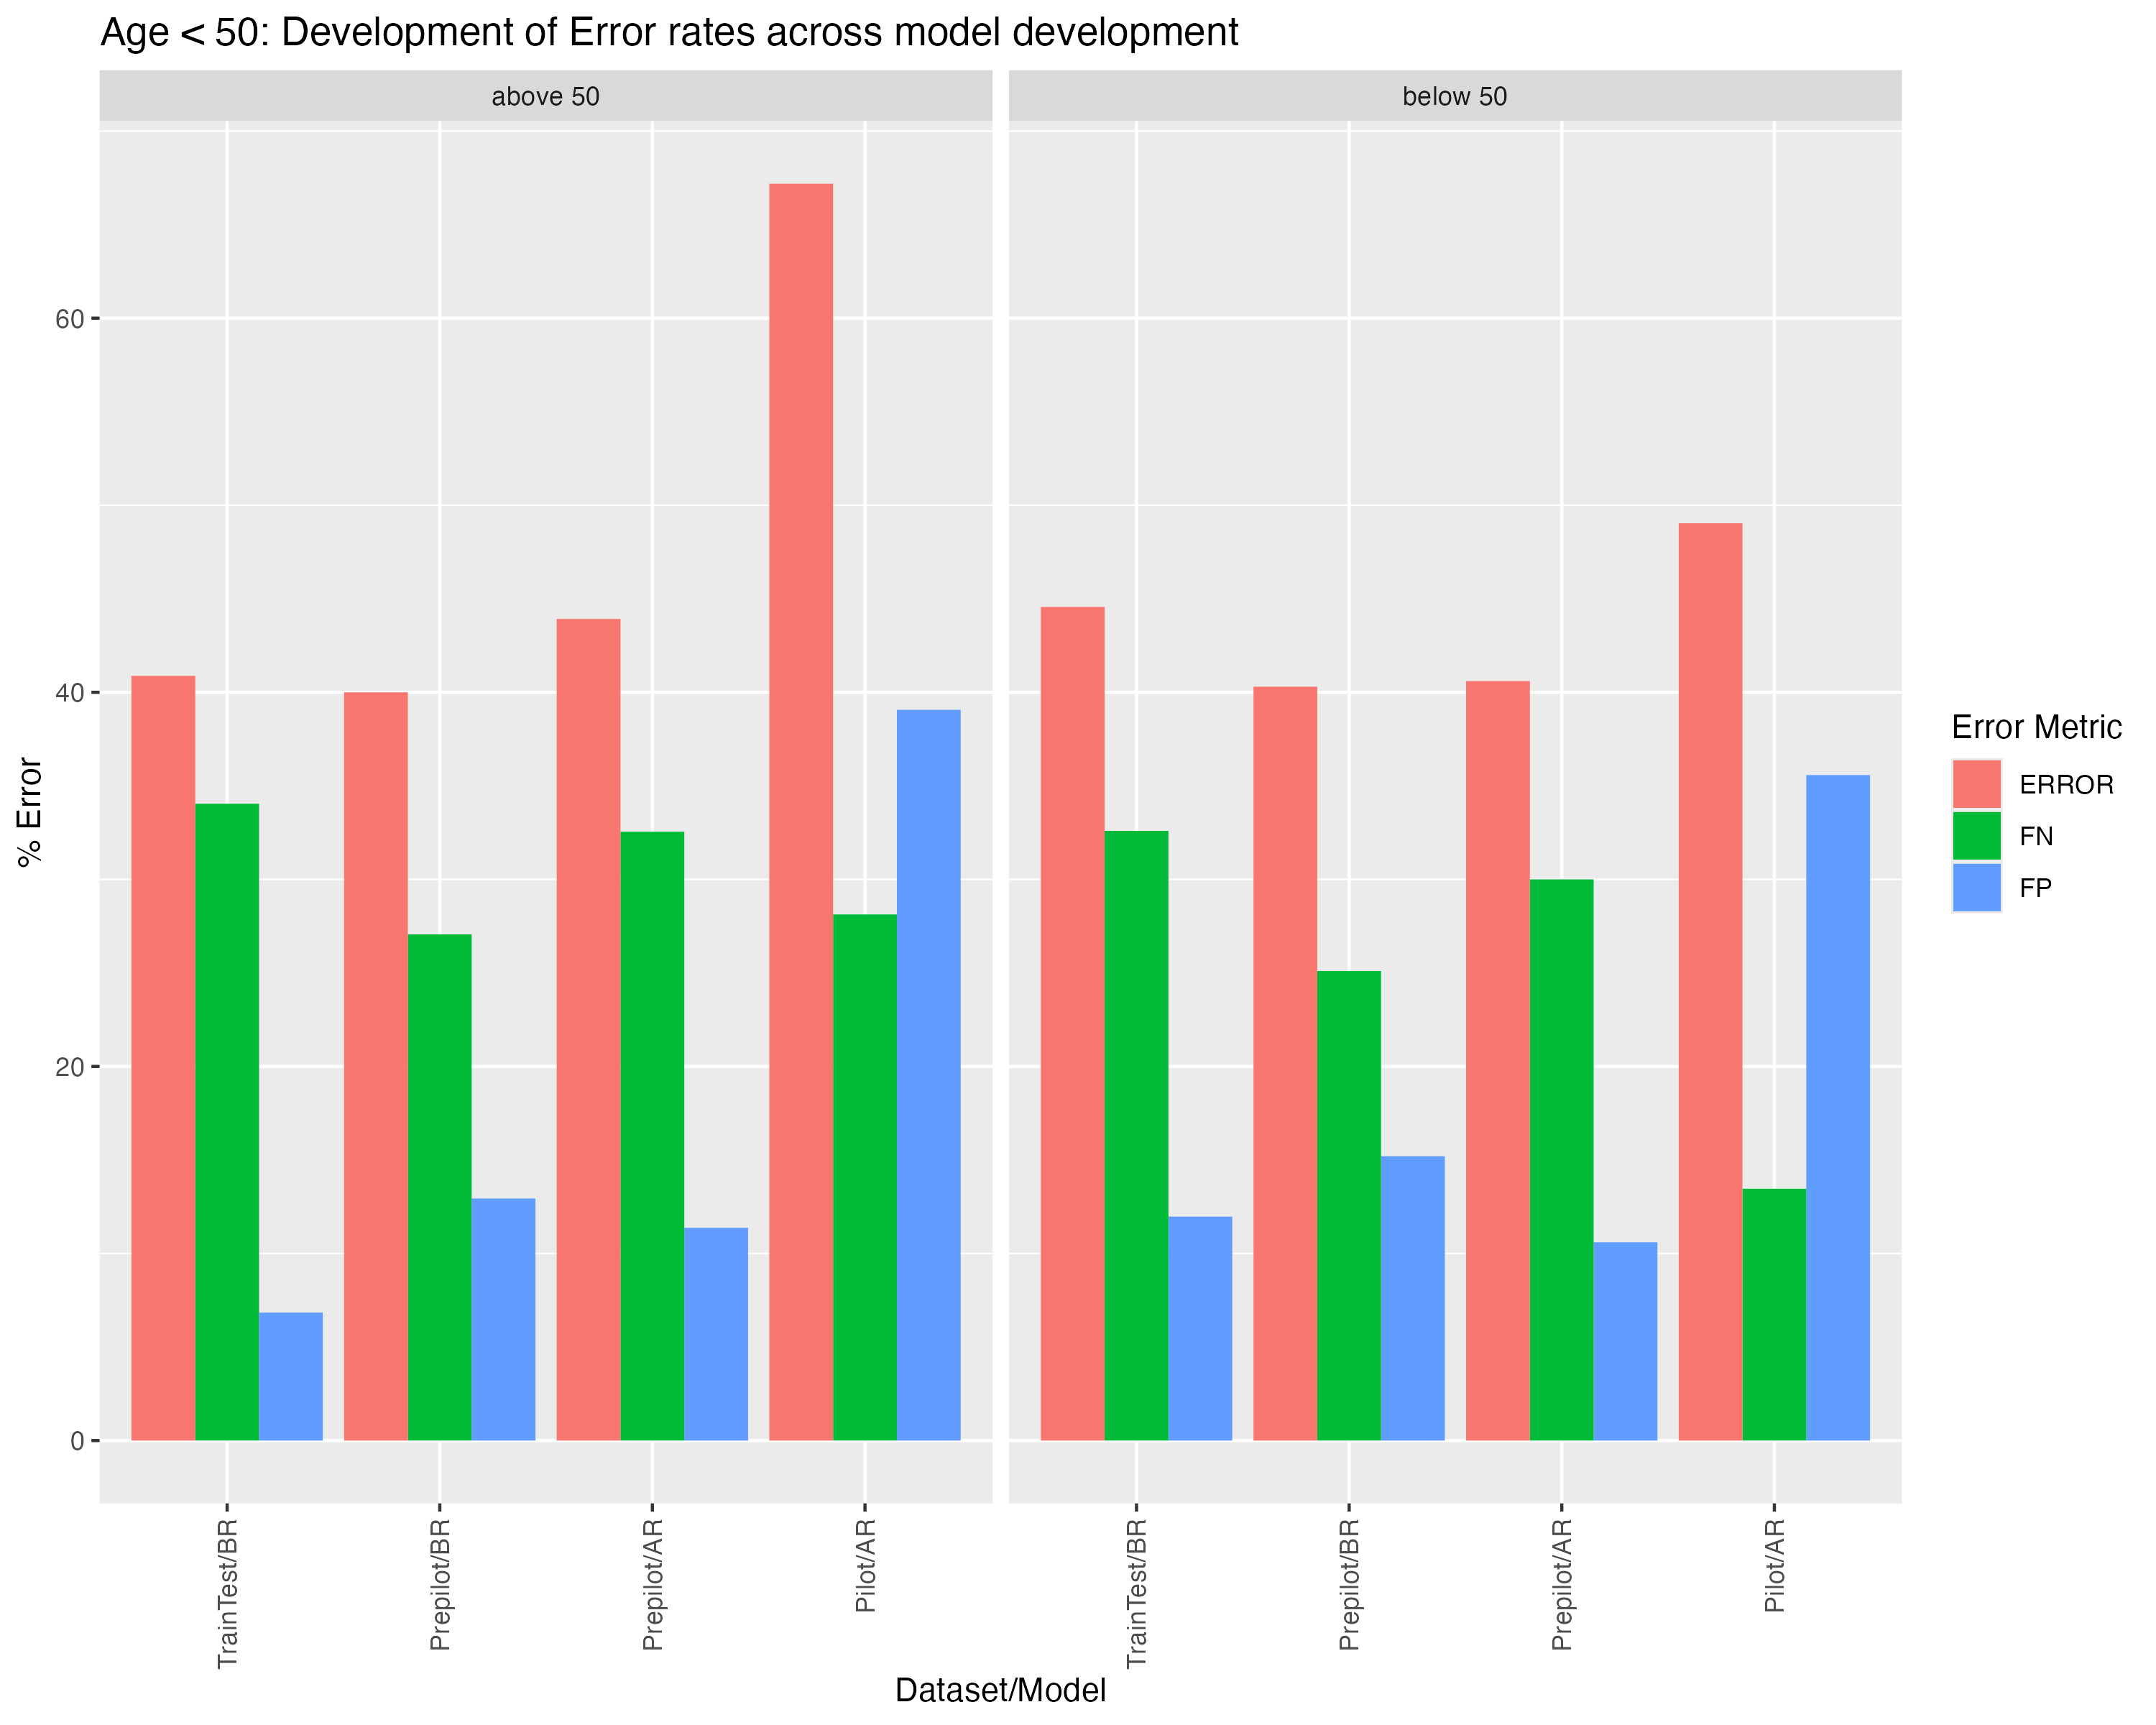 Age < 50: Development of Error rates across model development
above 50
below 50
% Error
60
40
20
0
TrainTest/BR
Prepilot/BR
Prepilot/AR
Pilot/AR
TrainTest/BR
Prepilot/BR
Prepilot/AR
Pilot/AR
Dataset/Model
Error Metric
ERROR
FN
FP